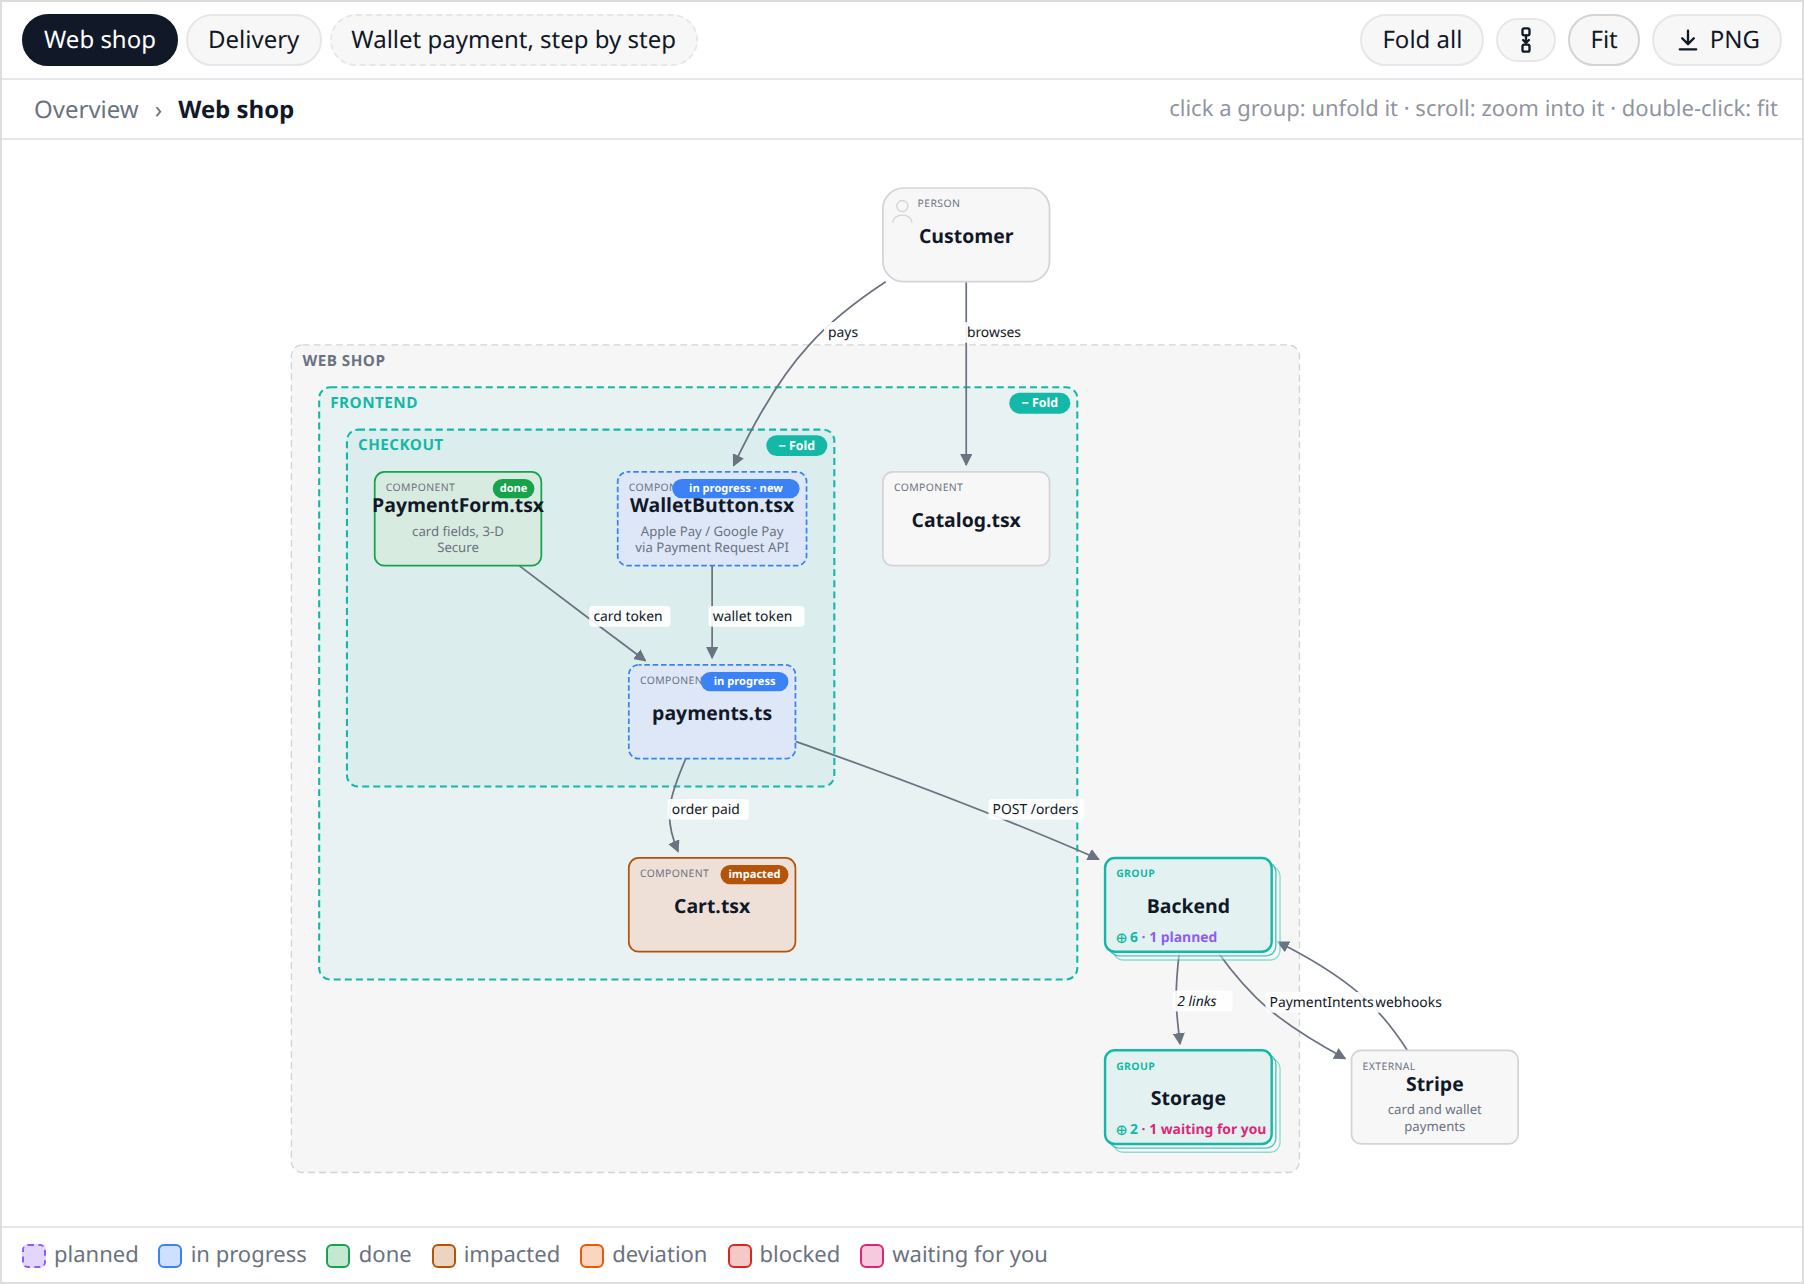 Web shop
Delivery
Wallet payment, step by step
Fold all
Fit
PNG
Overview › Web shop
click a group: unfold it · scroll: zoom into it · double-click: fit
PERSON
Customer
pays
browses
WEB SHOP
FRONTEND
− Fold
CHECKOUT
− Fold
COMPONENT
done
PaymentForm.tsx
card fields, 3-D
Secure
COMPON
in progress · new
WalletButton.tsx
Apple Pay / Google Pay
via Payment Request API
COMPONENT
Catalog.tsx
card token
wallet token
COMPONENT
in progress
payments.ts
order paid
POST /orders
COMPONENT
impacted
Cart.tsx
GROUP
Backend
6 · 1 planned
2 links
PaymentIntents
webhooks
GROUP
Storage
2 · 1 waiting for you
EXTERNAL
Stripe
card and wallet
payments
planned
in progress
done
impacted
deviation
blocked
waiting for you